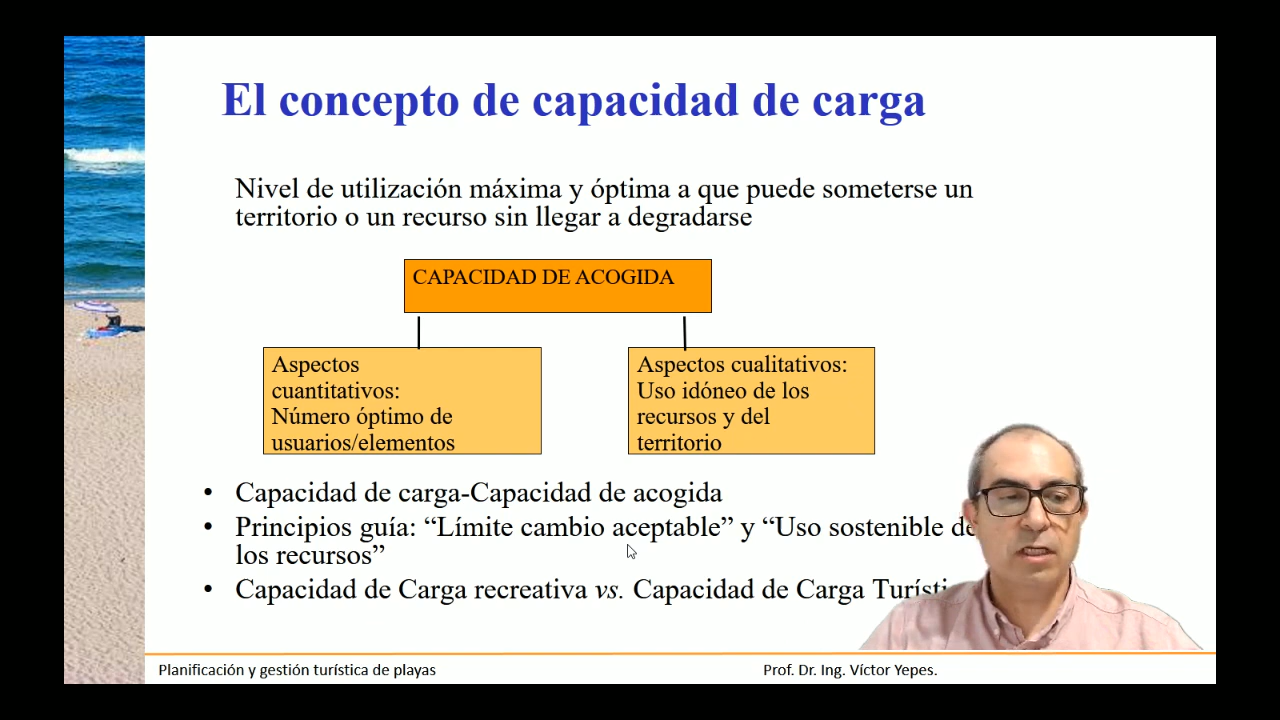 El concepto de capacidad de carga
Nivel de utilización máxima y óptima a que puede someterse un
territorio o un recurso sin llegar a degradarse
CAPACIDAD DE ACOGIDA
Aspectos
cuantitativos:
Número óptimo de
usuarios/elementos
Aspectos cualitativos:
Uso idóneo de los
recursos y del
territorio
• Capacidad de carga-Capacidad de acogida
• Principios guía: “Límite cambio aceptable” y “Uso sostenible de
los recursos”
• Capacidad de Carga recreativa vs. Capacidad de Carga
Planificación y gestión turística de playas
Prof. Dr. Ing. Víctor Yepes.